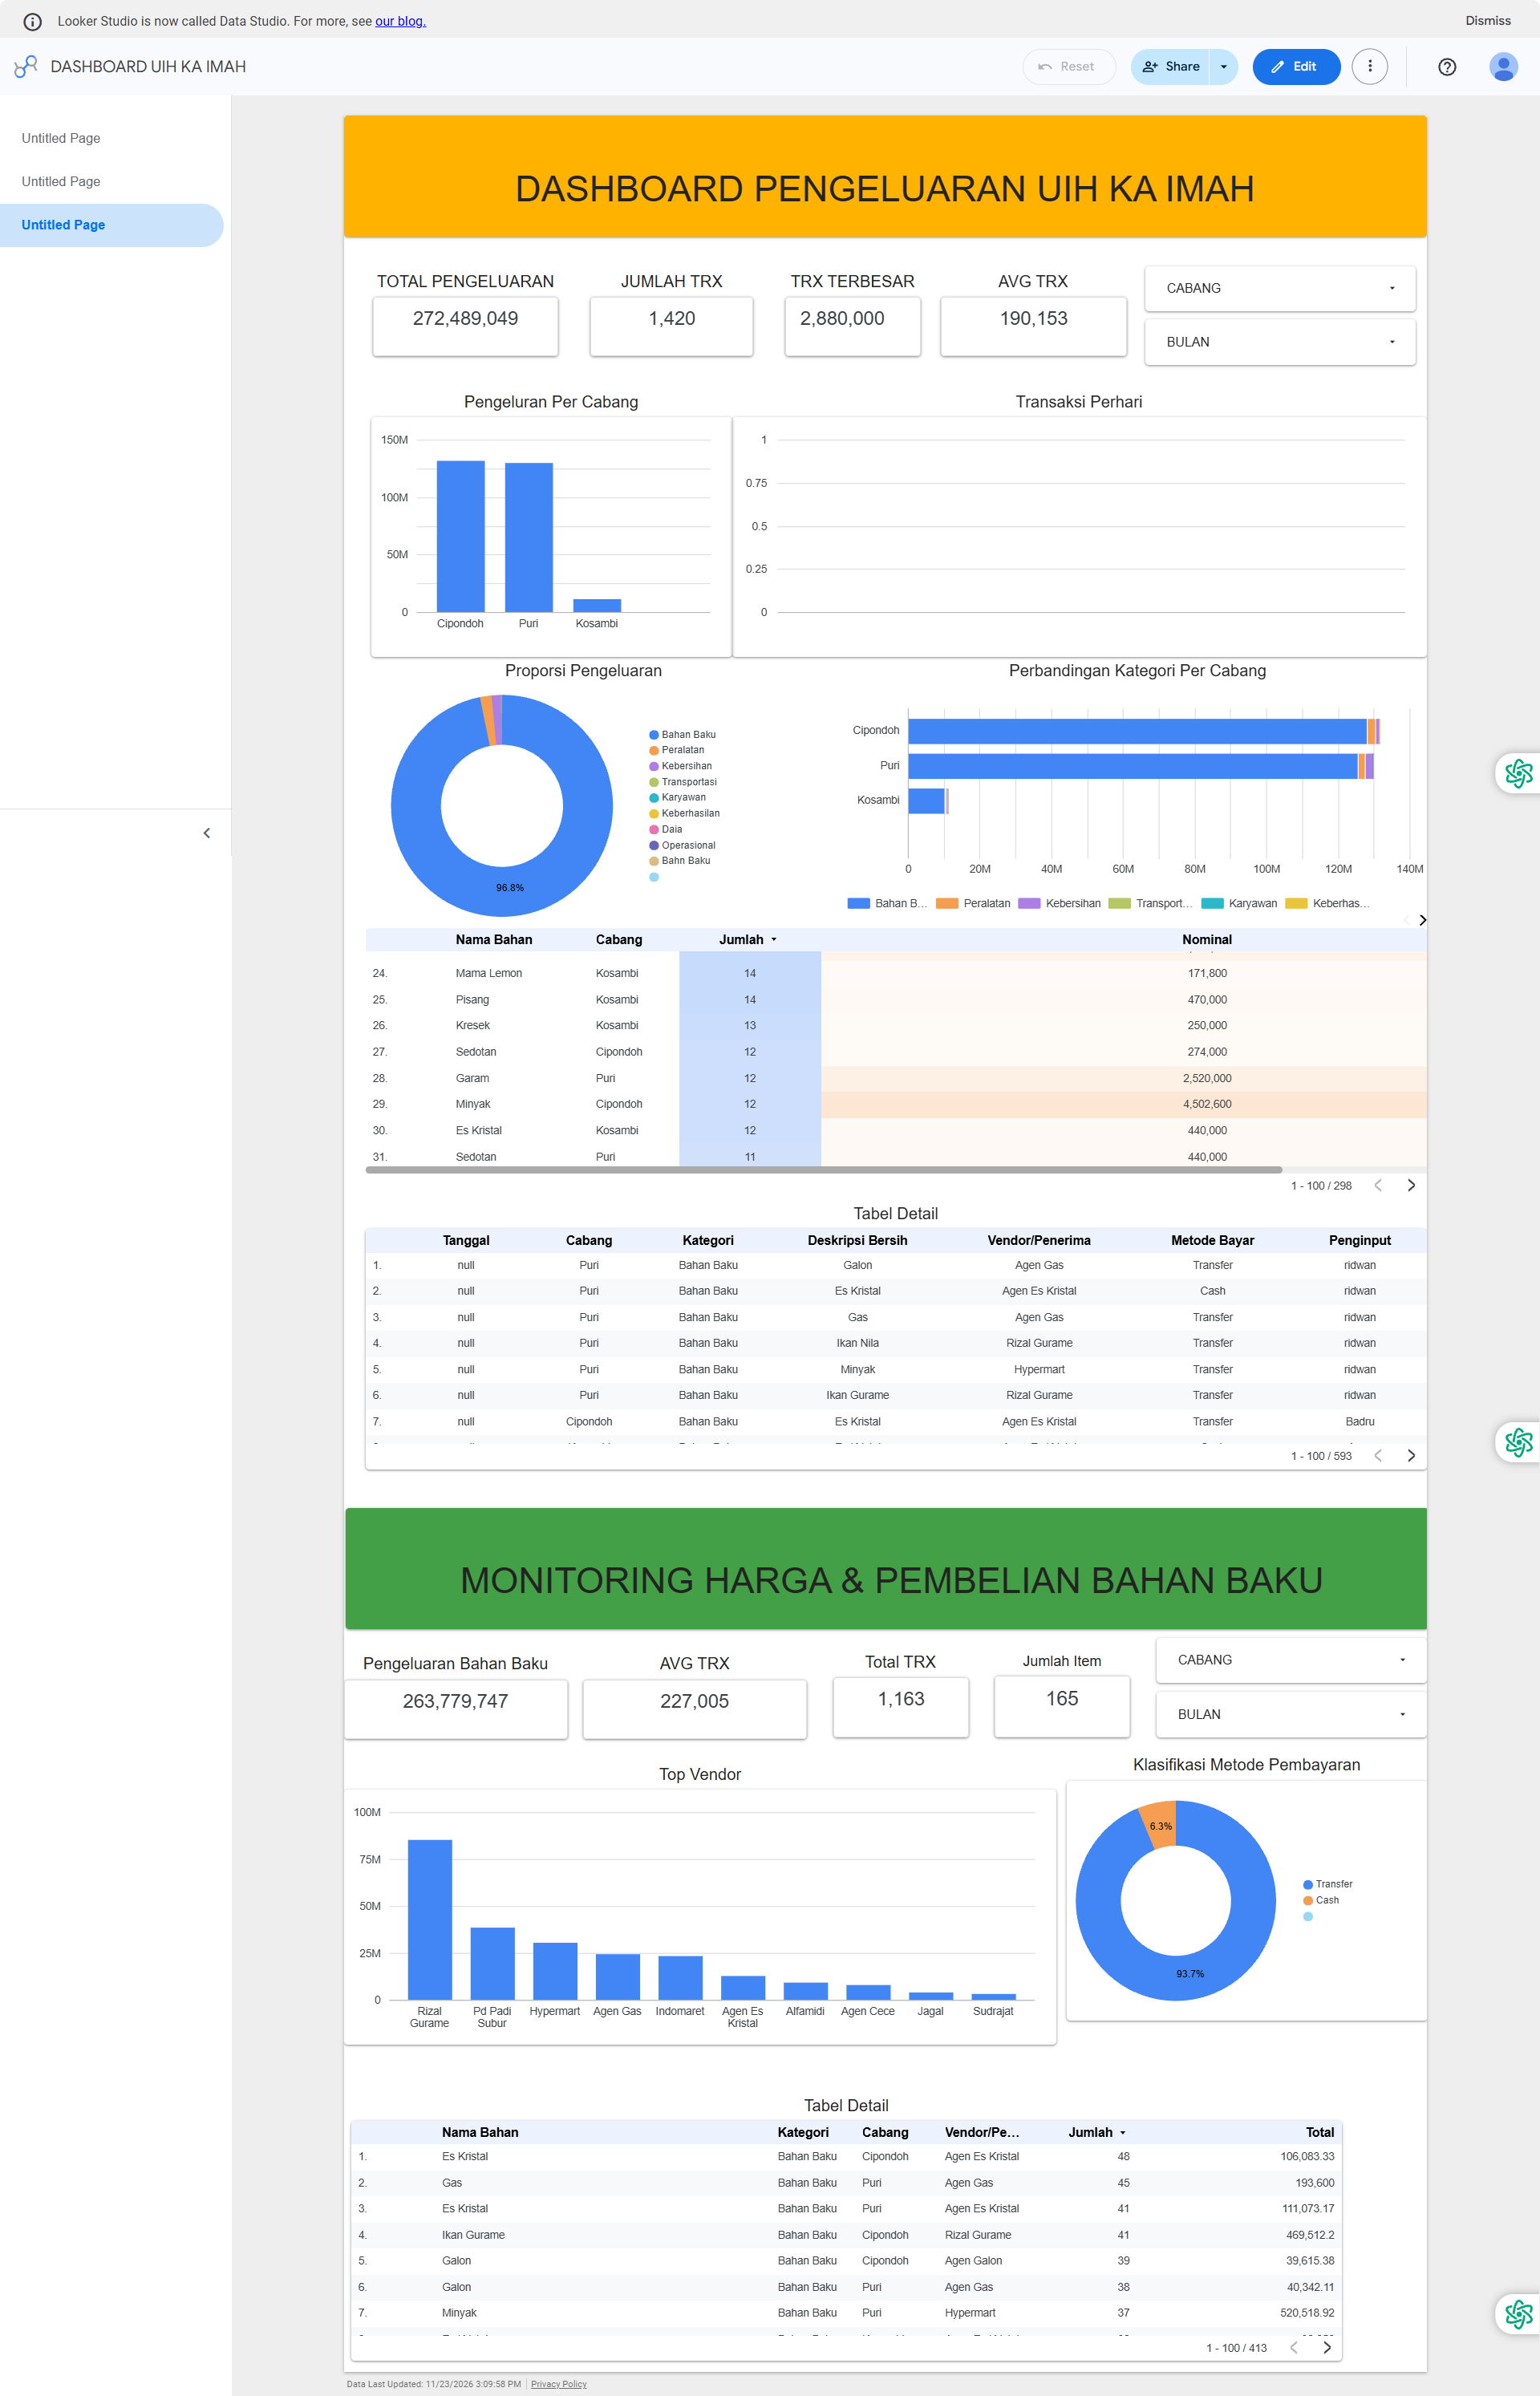 Looker Studio is now called Data Studio. For more, see our blog.
Dismiss
DASHBOARD UIH KA IMAH
Reset
Share
Edit
Untitled Page
Untitled Page
Untitled Page
DASHBOARD PENGELUARAN UIH KA IMAH
TOTAL PENGELUARAN
JUMLAH TRX
TRX TERBESAR
AVG TRX
272,489,049
1,420
2,880,000
190,153
CABANG
BULAN
Pengeluran Per Cabang
150M
100M
50M
0
Cipondoh Puri Kosambi
Transaksi Perhari
1
0.75
0.5
0.25
0
Proporsi Pengeluaran
96.8%
Bahan Baku
Peralatan
Kebersihan
Transportasi
Karyawan
Keberhasilan
Daia
Operasional
Bahn Baku
Perbandingan Kategori Per Cabang
Cipondoh
Puri
Kosambi
0 20M 40M 60M 80M 100M 120M 140M
Bahan B... Peralatan Kebersihan Transport... Karyawan Keberhas...
Nama Bahan Cabang Jumlah Nominal
24. Mama Lemon Kosambi 14 171,800
25. Pisang Kosambi 14 470,000
26. Kresek Kosambi 13 250,000
27. Sedotan Cipondoh 12 274,000
28. Garam Puri 12 2,520,000
29. Minyak Cipondoh 12 4,502,600
30. Es Kristal Kosambi 12 440,000
31. Sedotan Puri 11 440,000
1 - 100 / 298
Tabel Detail
Tanggal Cabang Kategori Deskripsi Bersih Vendor/Penerima Metode Bayar Penginput
1. null Puri Bahan Baku Galon Agen Gas Transfer ridwan
2. null Puri Bahan Baku Es Kristal Agen Es Kristal Cash ridwan
3. null Puri Bahan Baku Gas Agen Gas Transfer ridwan
4. null Puri Bahan Baku Ikan Nila Rizal Gurame Transfer ridwan
5. null Puri Bahan Baku Minyak Hypermart Transfer ridwan
6. null Puri Bahan Baku Ikan Gurame Rizal Gurame Transfer ridwan
7. null Cipondoh Bahan Baku Es Kristal Agen Es Kristal Transfer Badru
1 - 100 / 593
MONITORING HARGA & PEMBELIAN BAHAN BAKU
Pengeluaran Bahan Baku
AVG TRX
Total TRX
Jumlah Item
263,779,747
227,005
1,163
165
CABANG
BULAN
Top Vendor
100M
75M
50M
25M
0
Rizal Gurame
Pd Padi Subur
Hypermart
Agen Gas
Indomaret
Agen Es Kristal
Alfamidi
Agen Cece
Jagal
Sudrajat
Klasifikasi Metode Pembayaran
6.3%
93.7%
Transfer
Cash
Tabel Detail
Nama Bahan Kategori Cabang Vendor/Pe... Jumlah Total
1. Es Kristal Bahan Baku Cipondoh Agen Es Kristal 48 106,083.33
2. Gas Bahan Baku Puri Agen Gas 45 193,600
3. Es Kristal Bahan Baku Puri Agen Es Kristal 41 111,073.17
4. Ikan Gurame Bahan Baku Cipondoh Rizal Gurame 41 469,512.2
5. Galon Bahan Baku Cipondoh Agen Galon 39 39,615.38
6. Galon Bahan Baku Puri Agen Gas 38 40,342.11
7. Minyak Bahan Baku Puri Hypermart 37 520,518.92
1 - 100 / 413
Data Last Updated: 11/23/2026 3:09:58 PM
Privacy Policy